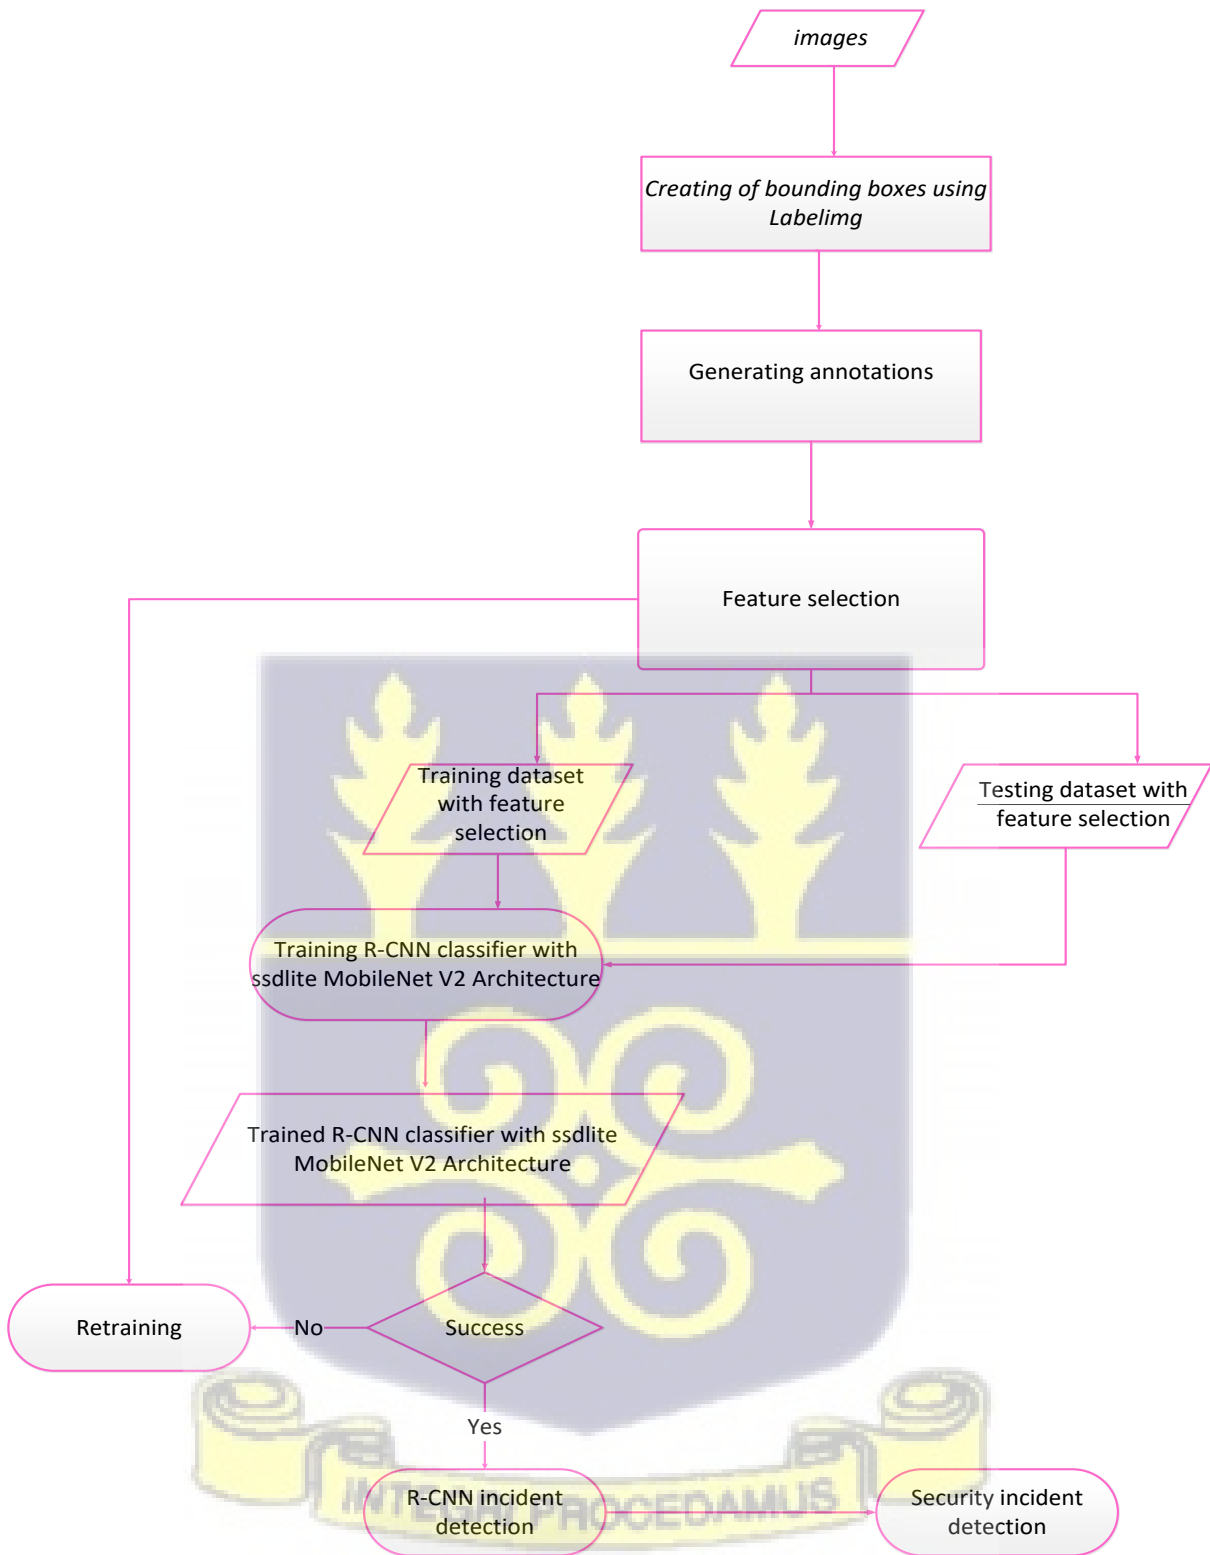 images
Creating of bounding boxes using
Labelimg
Generating annotations
Feature selection
Training dataset
with feature
selection
Testing dataset with
feature selection
Training R-CNN classifier with
ssdlite MobileNet V2 Architecture
Trained R-CNN classifier with ssdlite
MobileNet V2 Architecture
Retraining
No
Success
Yes
R-CNN incident
detection
Security incident
detection
INTEGRI PROCEDAMUS